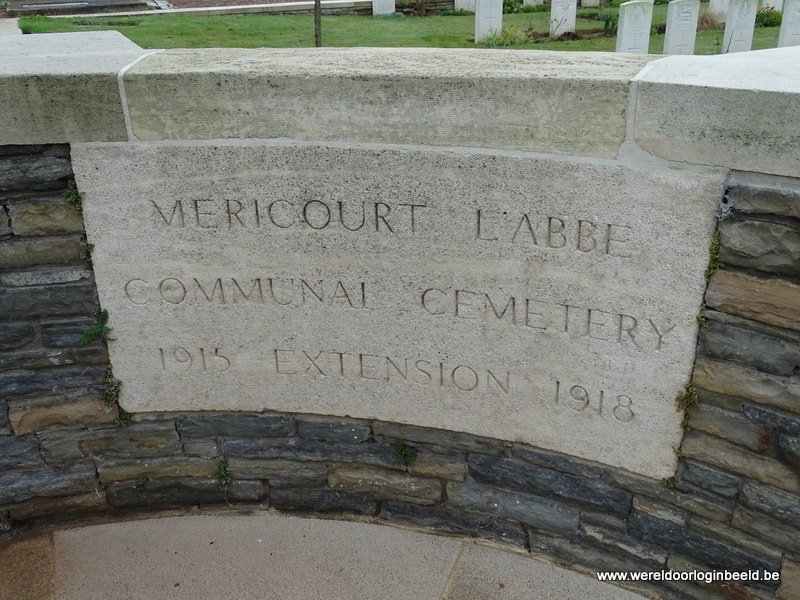 MERICOURT L'ABBE
COMMUNAL CEMETERY
1915 EXTENSION 1918
www.wereldoorloginbeeld.be